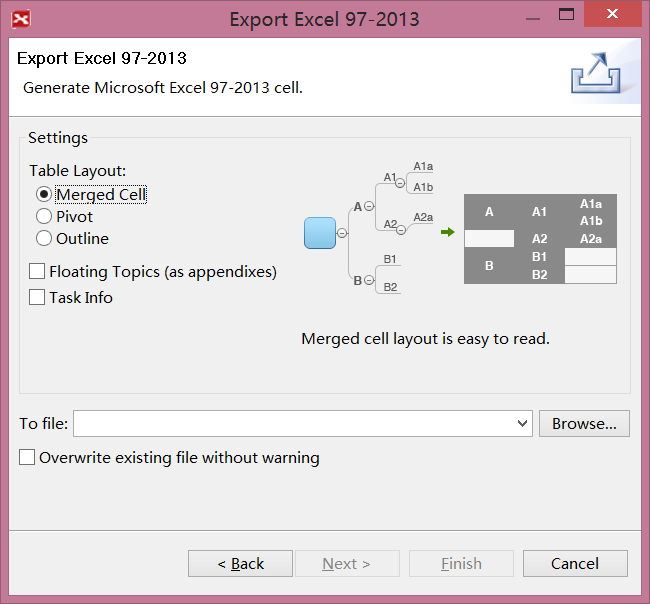 Export Excel 97-2013
Export Excel 97-2013
Generate Microsoft Excel 97-2013 cell.
Settings
Table Layout:
Merged Cell
Pivot
Outline
Floating Topics (as appendixes)
Task Info
A1a
A1
A1b
A
A2a
A2
B1
B
B2
A A1 A1a
A1b
A2 A2a
B B1
B2
Merged cell layout is easy to read.
To file:
Browse...
Overwrite existing file without warning
< Back Next > Finish Cancel